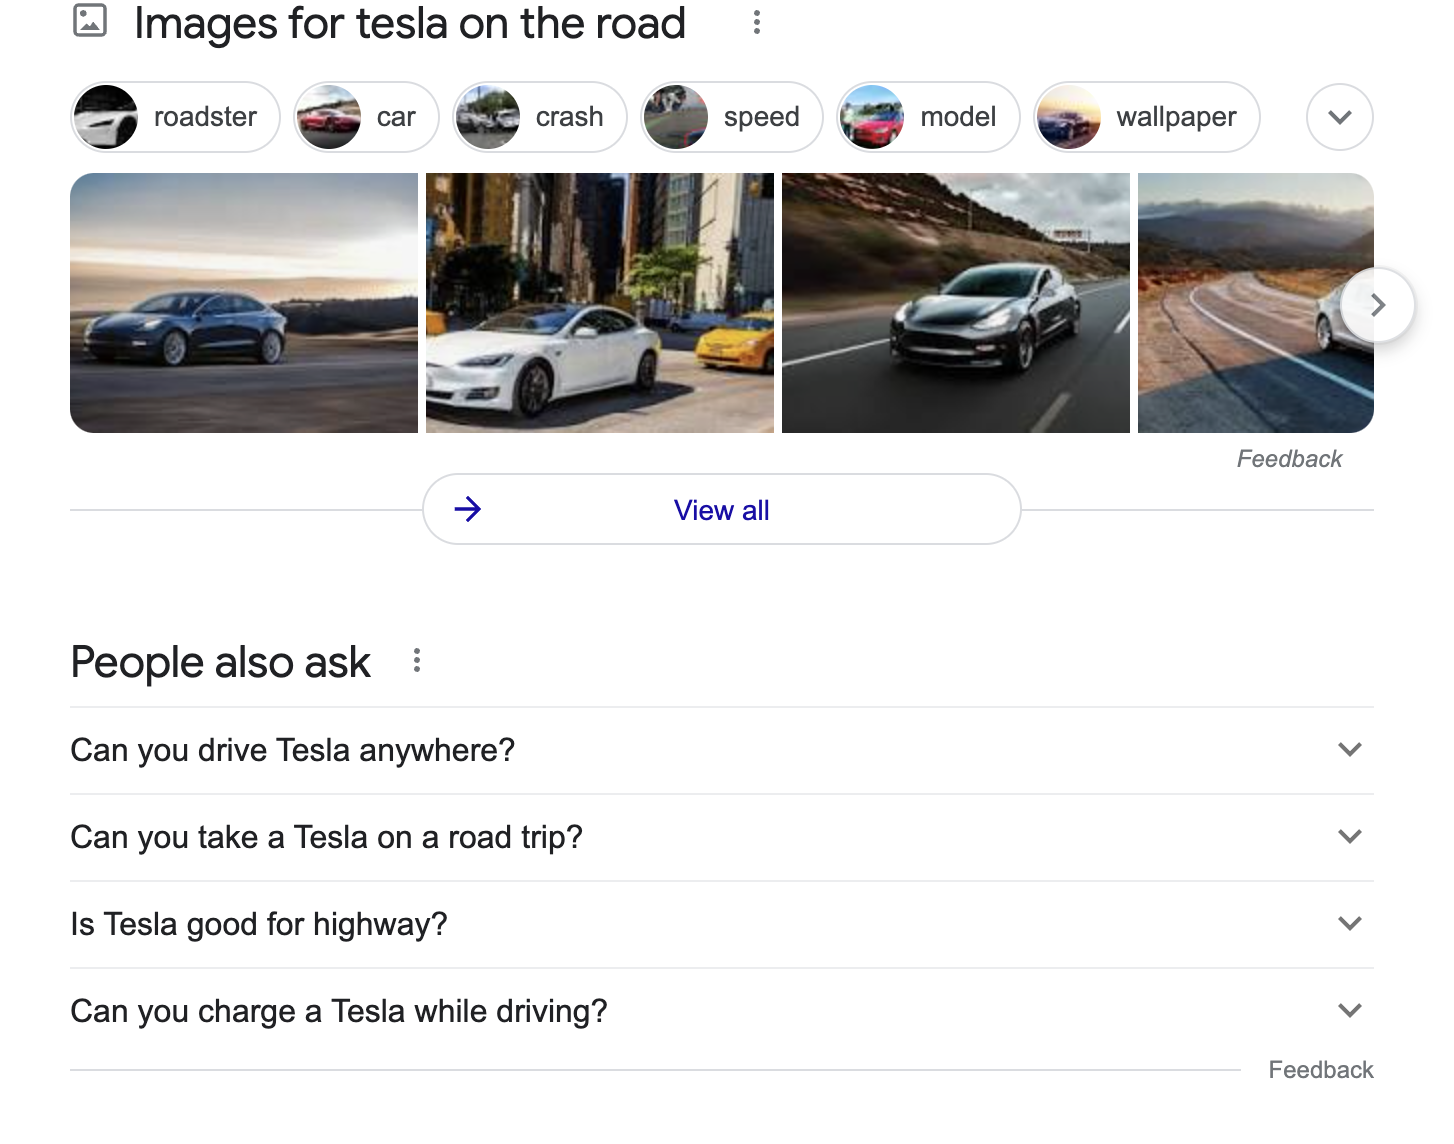 Images for tesla on the road
roadster
car
crash
speed
model
wallpaper
Feedback
View all
People also ask
Can you drive Tesla anywhere?
Can you take a Tesla on a road trip?
Is Tesla good for highway?
Can you charge a Tesla while driving?
Feedback